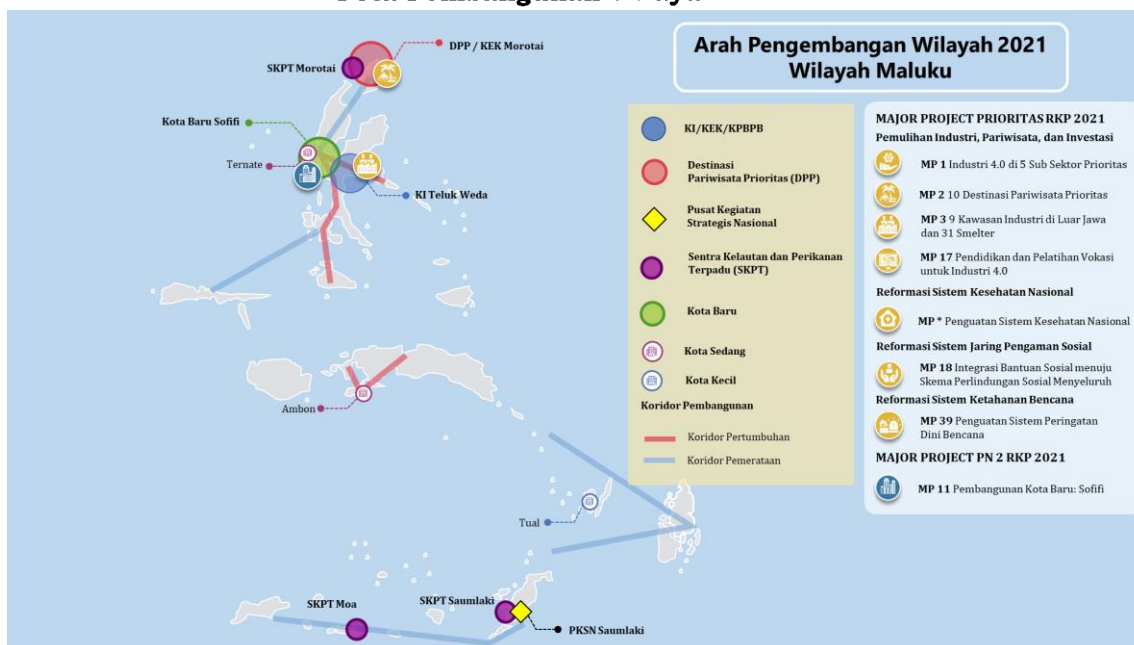 Arah Pengembangan Wilayah 2021
Wilayah Maluku
DPP / KEK Morotai
SKPT Morotai
Kota Baru Sofifi
Ternate
KI Teluk Weda
Ambon
Tual
SKPT Moa
SKPT Saumlaki
PKSN Saumlaki
KI/KEK/KPBPB
Destinasi
Pariwisata Prioritas (DPP)
Pusat Kegiatan
Strategis Nasional
Sentra Kelautan dan Perikanan
Terpadu (SKPT)
Kota Baru
Kota Sedang
Kota Kecil
Koridor Pembangunan
Koridor Pertumbuhan
Koridor Pemerataan
MAJOR PROJECT PRIORITAS RKP 2021
Pemulihan Industri, Pariwisata, dan Investasi
MP 1 Industri 4.0 di 5 Sub Sektor Prioritas
MP 2 10 Destinasi Pariwisata Prioritas
MP 3 9 Kawasan Industri di Luar Jawa
dan 31 Smelter
MP 17 Pendidikan dan Pelatihan Vokasi
untuk Industri 4.0
Reformasi Sistem Kesehatan Nasional
MP * Penguatan Sistem Kesehatan Nasional
Reformasi Sistem Jaring Pengaman Sosial
MP 18 Integrasi Bantuan Sosial menuju
Skema Perlindungan Sosial Menyeluruh
Reformasi Sistem Ketahanan Bencana
MP 39 Penguatan Sistem Peringatan
Dini Bencana
MAJOR PROJECT PN 2 RKP 2021
MP 11 Pembangunan Kota Baru: Sofifi